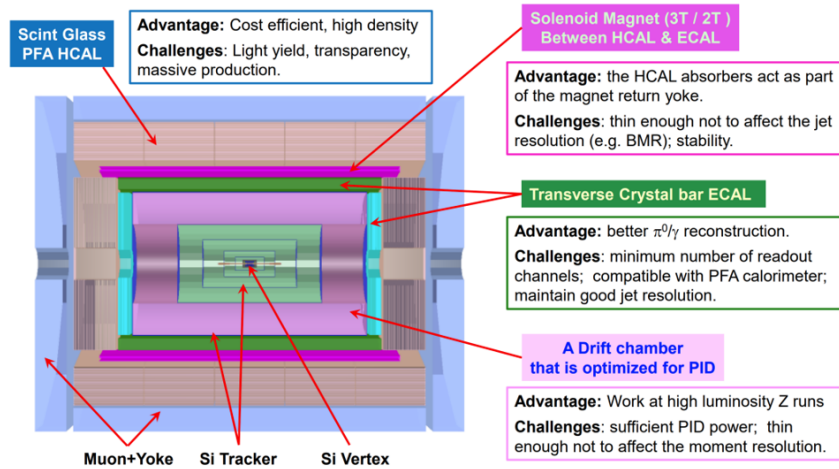 Scint Glass
PFA HCAL
Advantage: Cost efficient, high density
Challenges: Light yield, transparency,
massive production.
Solenoid Magnet (3T / 2T )
Between HCAL & ECAL
Advantage: the HCAL absorbers act as part
of the magnet return yoke.
Challenges: thin enough not to affect the jet
resolution (e.g. BMR); stability.
Transverse Crystal bar ECAL
Advantage: better π⁰/γ reconstruction.
Challenges: minimum number of readout
channels; compatible with PFA calorimeter;
maintain good jet resolution.
A Drift chamber
that is optimized for PID
Advantage: Work at high luminosity Z runs
Challenges: sufficient PID power; thin
enough not to affect the moment resolution.
Muon+Yoke
Si Tracker
Si Vertex